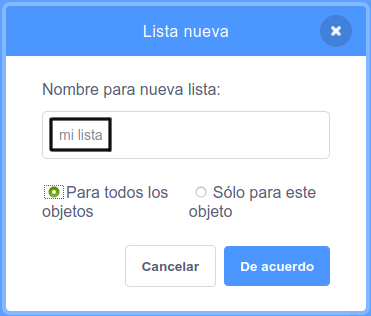 Lista nueva
Nombre para nueva lista:
mi lista
Para todos los
objetos
Sólo para este
objeto
Cancelar
De acuerdo